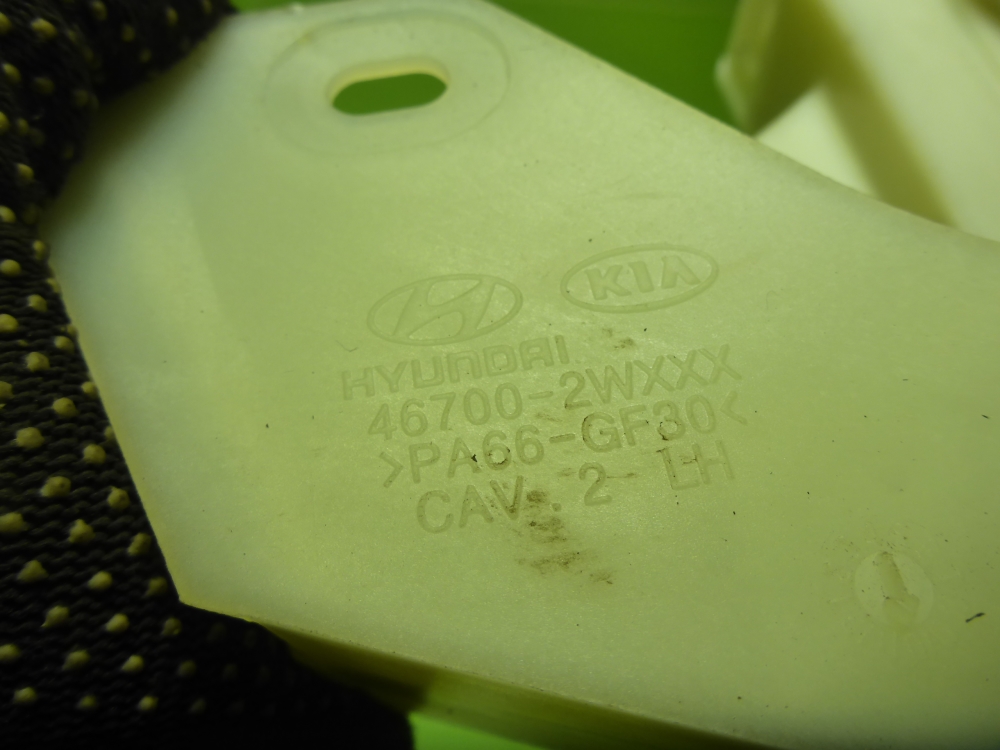 KIA
HYUNDAI
46700-2WXXX
>PA66-GF30<
CAV. 2 LH